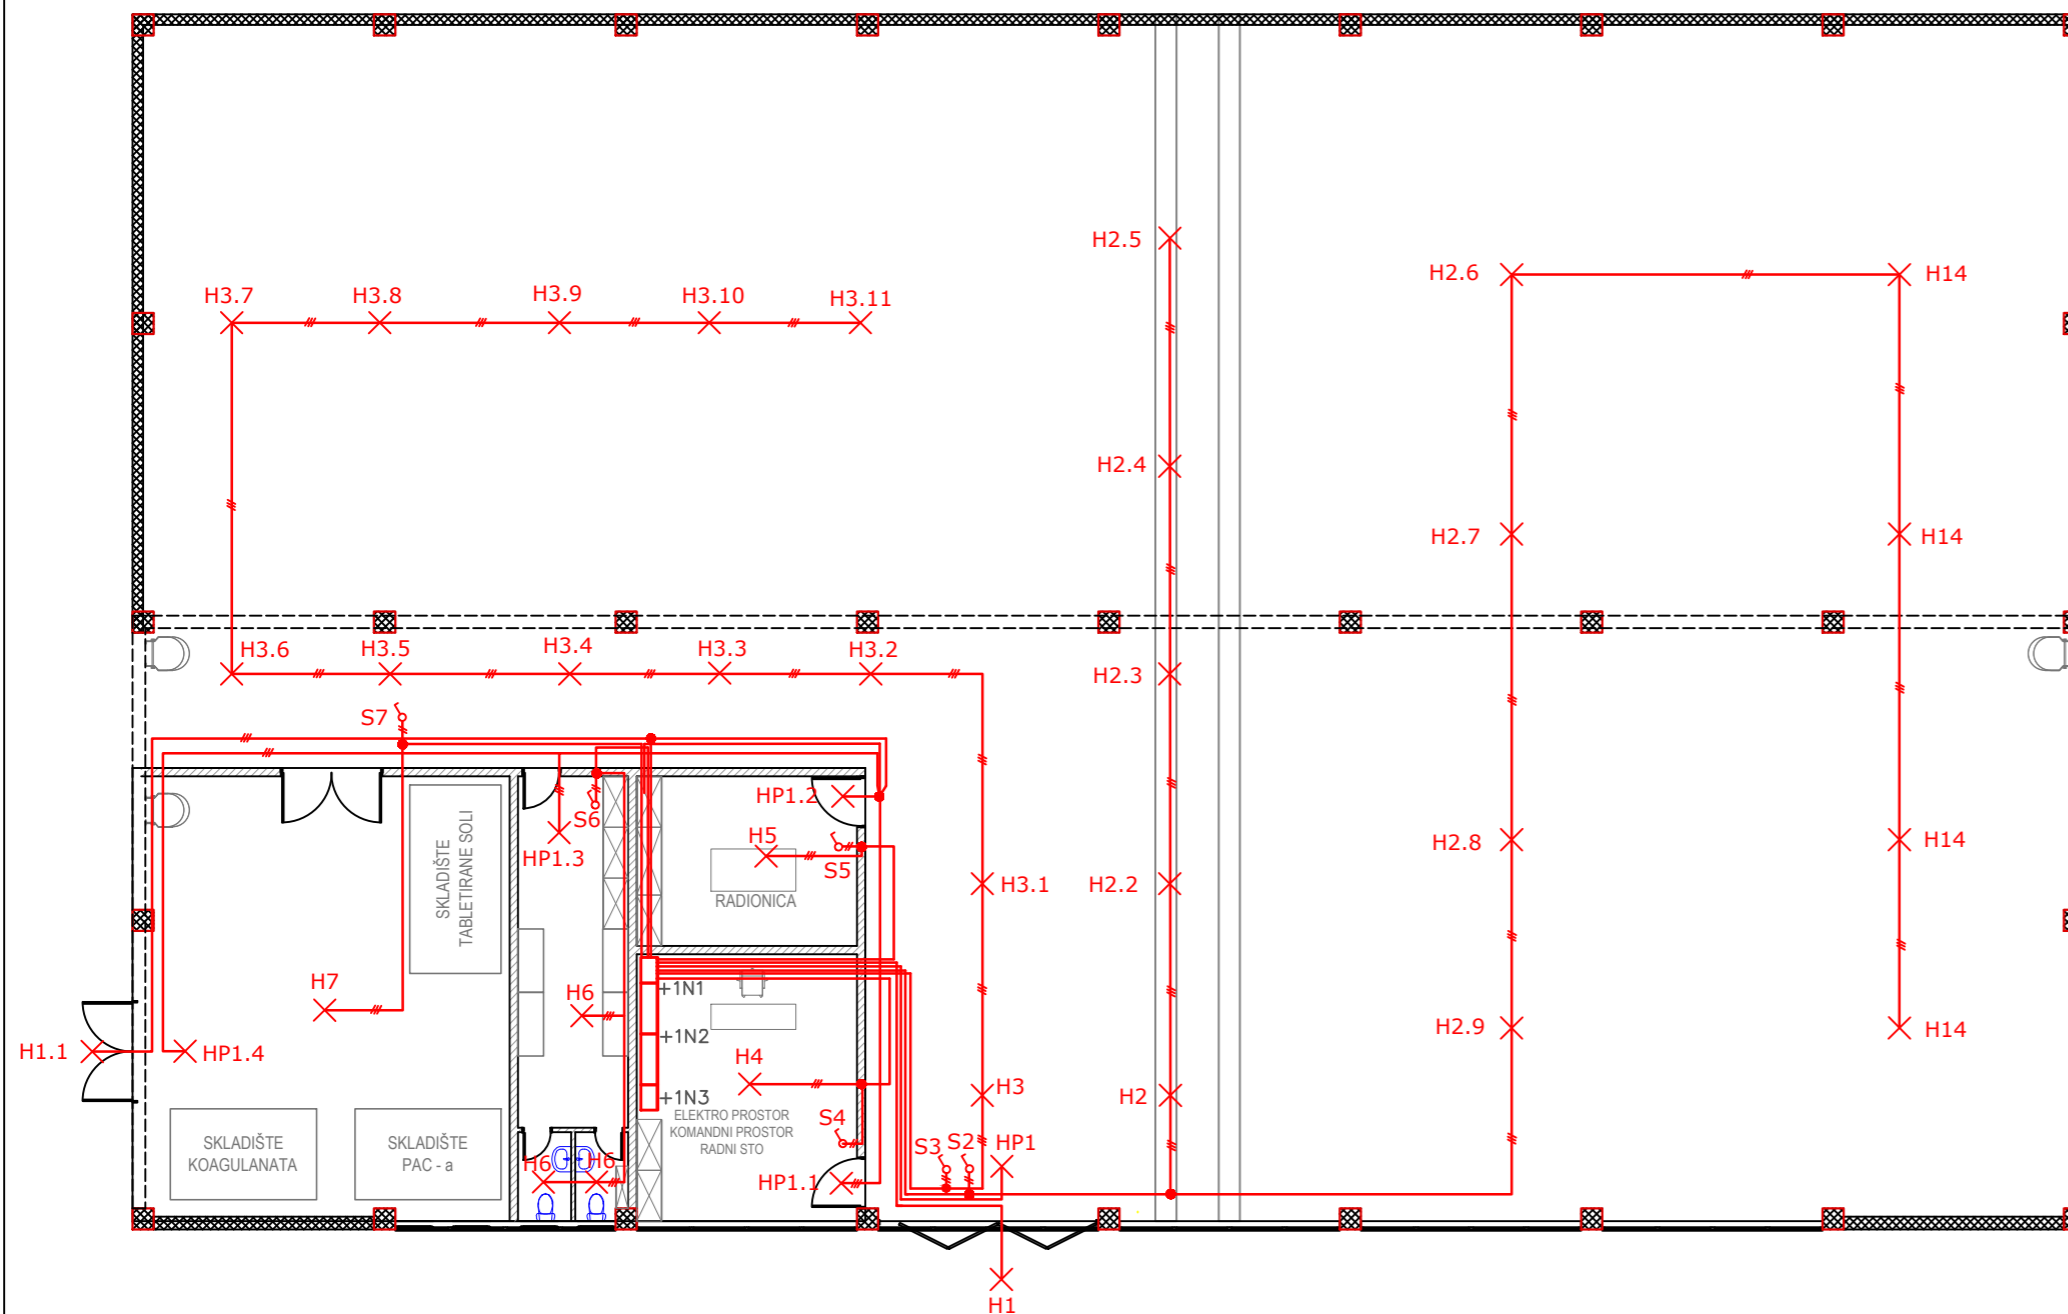 H2.5
H2.6
H14
H3.7
H3.8
H3.9
H3.10
H3.11
H2.4
H2.7
H14
H3.6
H3.5
H3.4
H3.3
H3.2
H2.3
S7
HP1.2
S6
H5
HP1.3
S5
H2.8
H14
SKLADIŠTE
TABLETIRANE SOLI
RADIONICA
H3.1
H2.2
H7
H6
+1N1
+1N2
H2.9
H14
H1.1
HP1.4
H4
+1N3
H3
H2
ELEKTRO PROSTOR
KOMANDNI PROSTOR
RADNI STO
SKLADIŠTE
KOAGULANATA
SKLADIŠTE
PAC - a
S4
S3
S2
HP1
H6
H6
HP1.1
H1